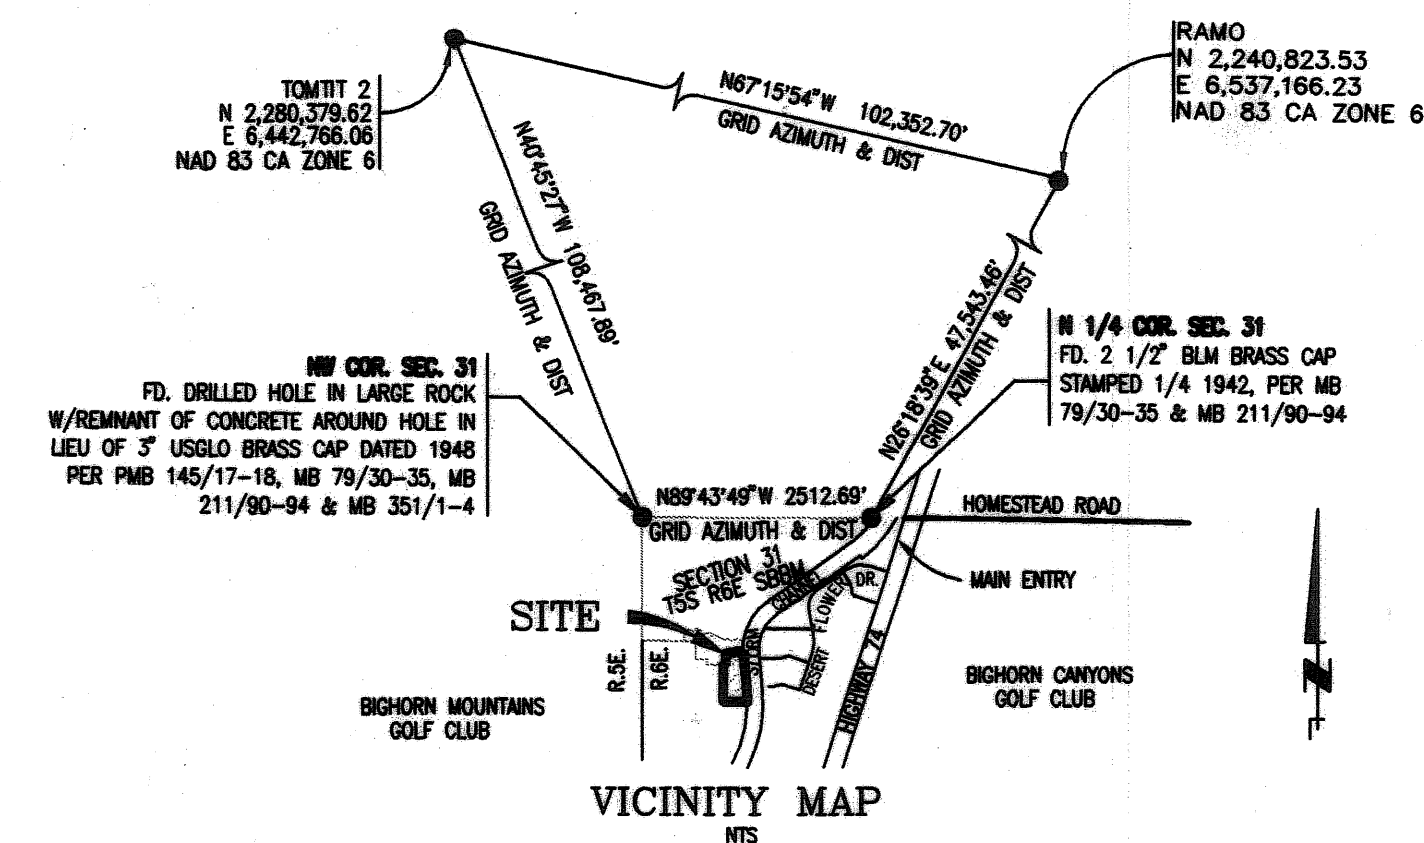 TOMTIT 2
N 2,280,379.62
E 6,442,766.06
NAD 83 CA ZONE 6
N67°15'54"W 102,352.70'
GRID AZIMUTH & DIST
RAMO
N 2,240,823.53
E 6,537,166.23
NAD 83 CA ZONE 6
N40°45'27"W 108,467.89'
GRID AZIMUTH & DIST
N26°18'39"E 47,543.46'
GRID AZIMUTH & DIST
NW COR. SEC. 31
FD. DRILLED HOLE IN LARGE ROCK
W/REMNANT OF CONCRETE AROUND HOLE IN
LIEU OF 3" USGLO BRASS CAP DATED 1948
PER PMB 145/17-18, MB 79/30-35, MB
211/90-94 & MB 351/1-4
N 1/4 COR. SEC. 31
FD. 2 1/2" BLM BRASS CAP
STAMPED 1/4 1942, PER MB
79/30-35 & MB 211/90-94
N89°43'49"W 2512.69'
GRID AZIMUTH & DIST
HOMESTEAD ROAD
SECTION 31
T5S R6E SBBM
MAIN ENTRY
STORM CHANNEL
DESERT FLOWER DR.
HIGHWAY 74
SITE
R.5E.
R.6E.
BIGHORN MOUNTAINS
GOLF CLUB
BIGHORN CANYONS
GOLF CLUB
N
VICINITY MAP
NTS